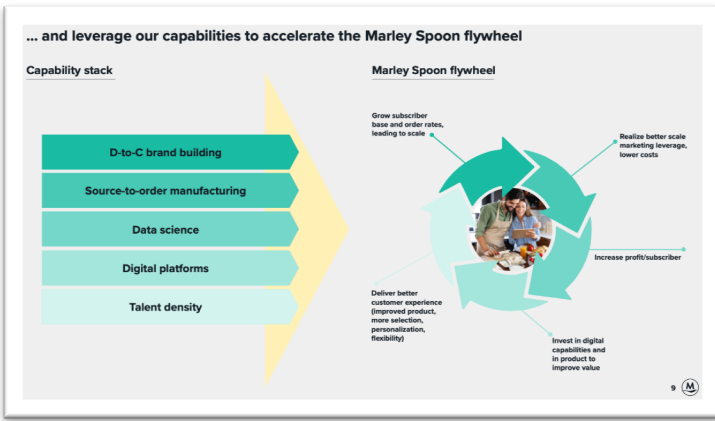 ... and leverage our capabilities to accelerate the Marley Spoon flywheel
Capability stack
D-to-C brand building
Source-to-order manufacturing
Data science
Digital platforms
Talent density
Marley Spoon flywheel
Grow subscriber
base and order rates,
leading to scale
Realize better scale
marketing leverage,
lower costs
Increase profit/subscriber
Invest in digital
capabilities and
in product to
improve value
Deliver better
customer experience
(improved product,
more selection,
personalization,
flexibility)
9
M